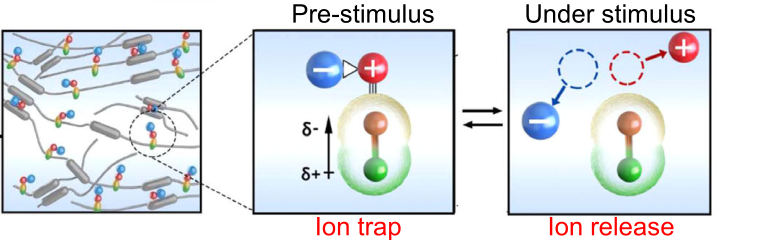 Pre-stimulus
Under stimulus
−
+
δ-
δ+
+
−
Ion trap
Ion release